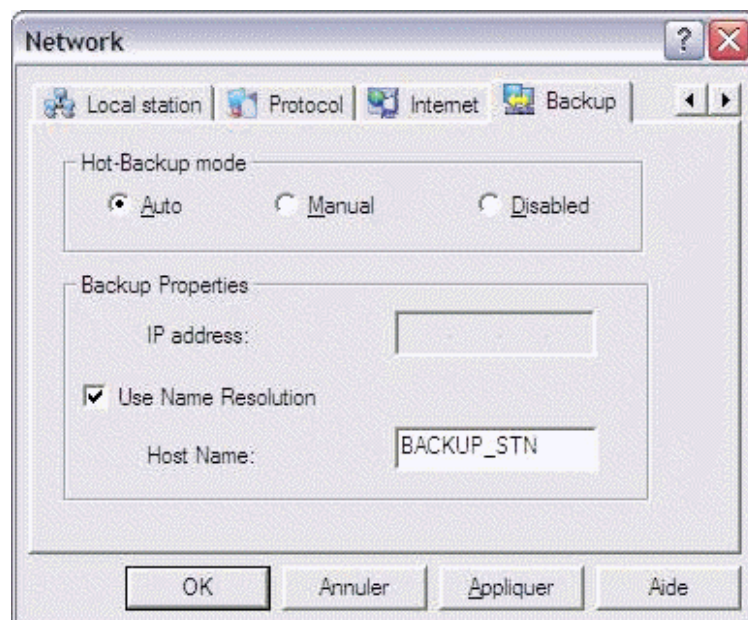 Network
Local station Protocol Internet Backup
Hot-Backup mode
Auto Manual Disabled
Backup Properties
IP address:
Use Name Resolution
Host Name: BACKUP_STN
OK Annuler Appliquer Aide